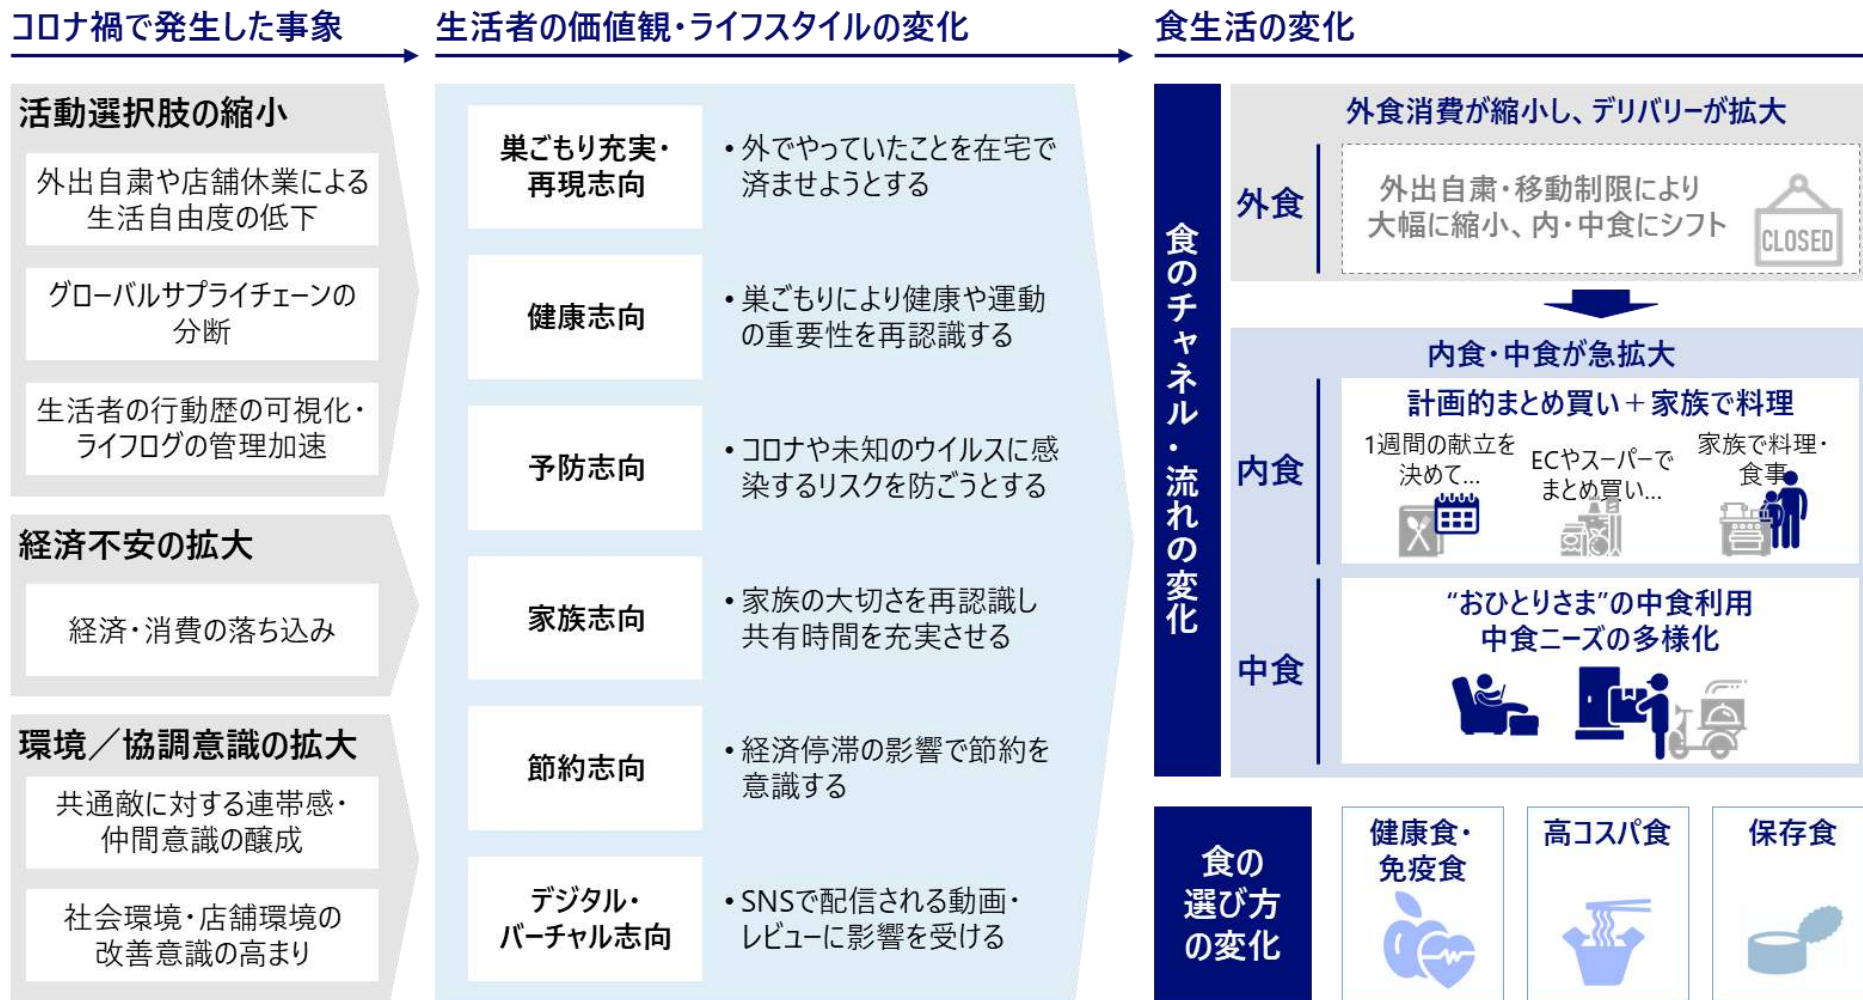 コロナ禍で発生した事象
生活者の価値観・ライフスタイルの変化
食生活の変化
活動選択肢の縮小
外出自粛や店舗休業による
生活自由度の低下
グローバルサプライチェーンの
分断
生活者の行動歴の可視化・
ライフログの管理加速
経済不安の拡大
経済・消費の落ち込み
環境／協調意識の拡大
共通敵に対する連帯感・
仲間意識の醸成
社会環境・店舗環境の
改善意識の高まり
巣ごもり充実・
再現志向
• 外でやっていたことを在宅で
済ませようとする
健康志向
• 巣ごもりにより健康や運動
の重要性を再認識する
予防志向
• コロナや未知のウイルスに感
染するリスクを防ごうとする
家族志向
• 家族の大切さを再認識し
共有時間を充実させる
節約志向
• 経済停滞の影響で節約を
意識する
デジタル・
バーチャル志向
• SNSで配信される動画・
レビューに影響を受ける
食のチャネル・流れの変化
外食消費が縮小し、デリバリーが拡大
外食
外出自粛・移動制限により
大幅に縮小、内・中食にシフト
CLOSED
内食・中食が急拡大
内食
計画的まとめ買い＋家族で料理
1週間の献立を
決めて...
ECやスーパーで
まとめ買い...
家族で料理・
食事
中食
“おひとりさま”の中食利用
中食ニーズの多様化
食の
選び方
の変化
健康食・
免疫食
高コスパ食
保存食